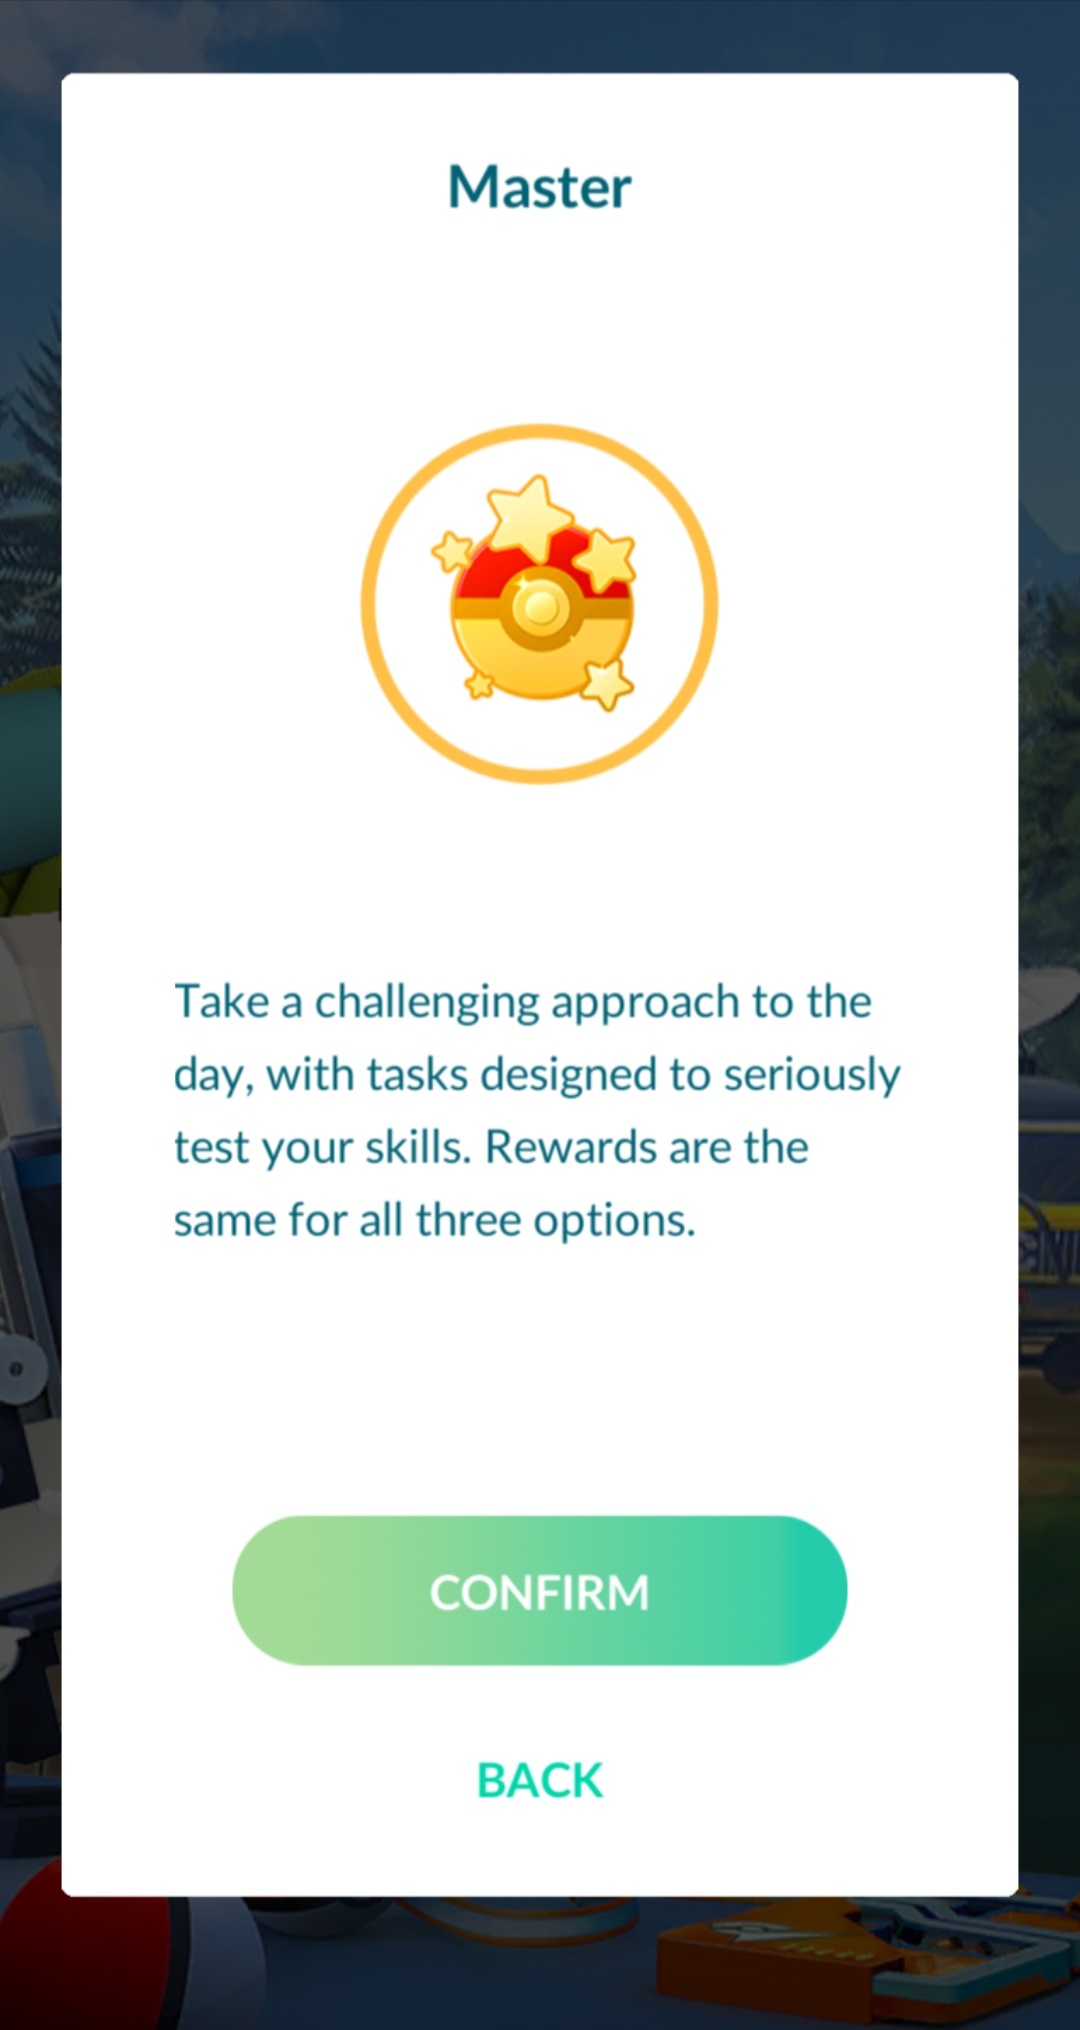 Master
Take a challenging approach to the
day, with tasks designed to seriously
test your skills. Rewards are the
same for all three options.
CONFIRM
BACK